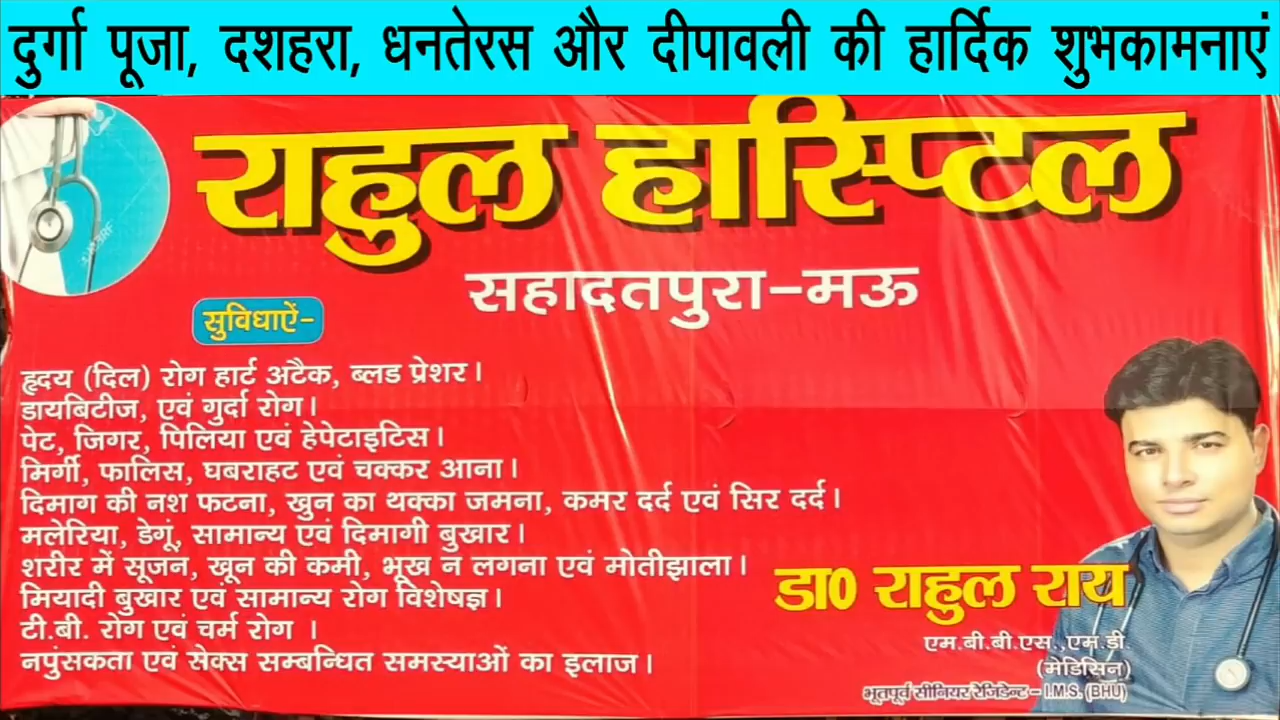 दुर्गा पूजा, दशहरा, धनतेरस और दीपावली की हार्दिक शुभकामनाएं
राहुल हास्पिटल
सहादतपुरा-मऊ
सुविधाऐं-
हृदय (दिल) रोग हार्ट अटैक, ब्लड प्रेशर।
डायबिटीज, एवं गुर्दा रोग।
पेट, जिगर, पिलिया एवं हेपेटाइटिस।
मिर्गी, फालिस, घबराहट एवं चक्कर आना।
दिमाग की नश फटना, खुन का थक्का जमना, कमर दर्द एवं सिर दर्द।
मलेरिया, डेगूं, सामान्य एवं दिमागी बुखार।
शरीर में सूजन, खून की कमी, भूख न लगना एवं मोतीझाला।
मियादी बुखार एवं सामान्य रोग विशेषज्ञ।
टी.बी. रोग एवं चर्म रोग ।
नपुंसकता एवं सेक्स सम्बन्धित समस्याओं का इलाज।
डा0 राहुल राय
एम.बी.बी.एस.,एम.डी.
(मेडिसिन)
भूतपूर्व सीनियर रेजिडेन्ट - I.M.S. (BHU)